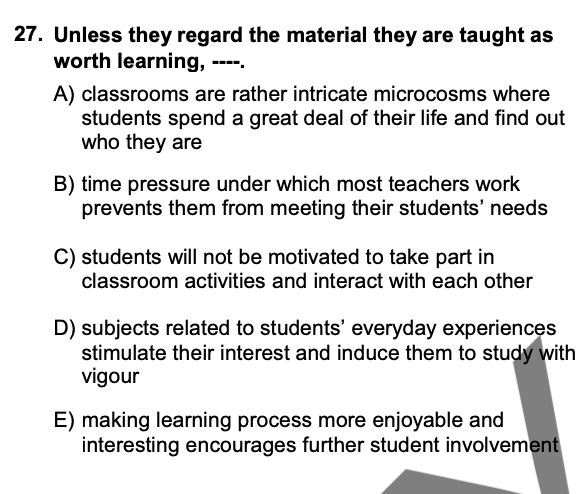 27. Unless they regard the material they are taught as
worth learning, ----.
A) classrooms are rather intricate microcosms where
students spend a great deal of their life and find out
who they are
B) time pressure under which most teachers work
prevents them from meeting their students’ needs
C) students will not be motivated to take part in
classroom activities and interact with each other
D) subjects related to students’ everyday experiences
stimulate their interest and induce them to study with
vigour
E) making learning process more enjoyable and
interesting encourages further student involvement